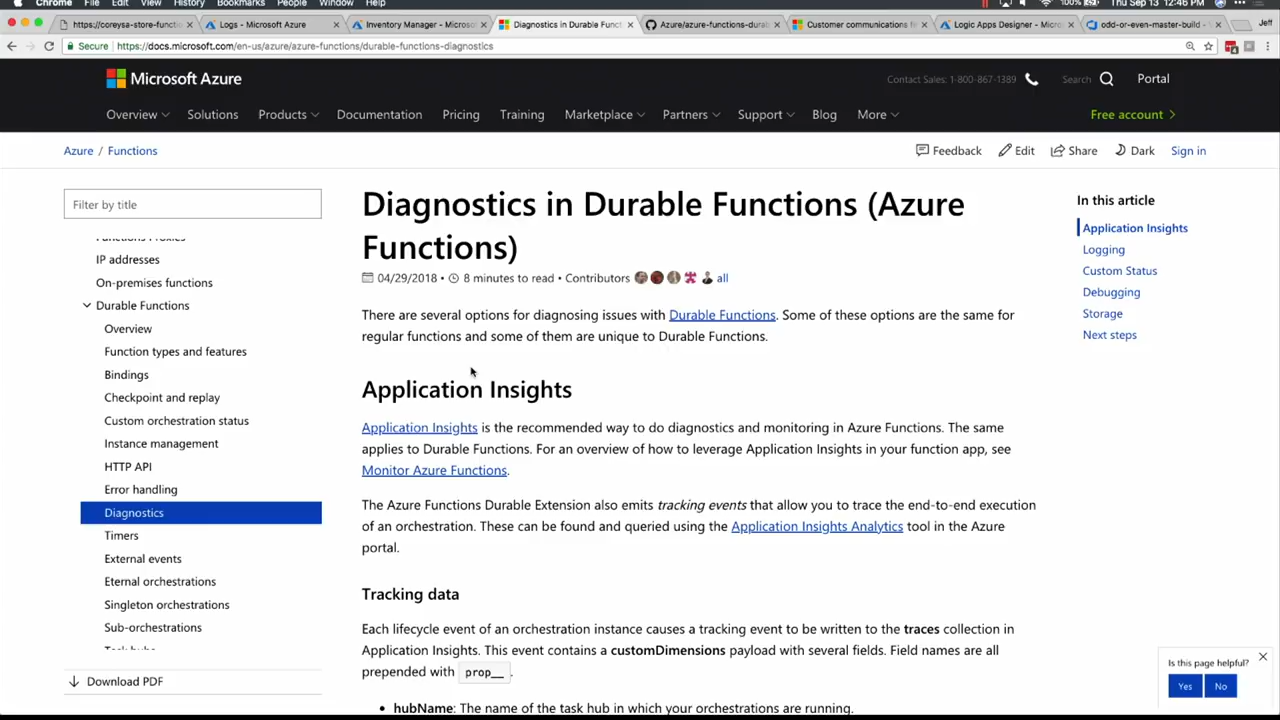 Chrome File Edit View History Bookmarks People Window Help 100% Thu Sep 13 12:46 PM
https://coreysa-store-functi Logs - Microsoft Azure Inventory Manager - Microso Diagnostics in Durable Func Azure/azure-functions-durab Customer communications Logic Apps Designer - Micros odd-or-even-master-build - V Jeff
Secure https://docs.microsoft.com/en-us/azure/azure-functions/durable-functions-diagnostics
Microsoft Azure
Contact Sales: 1-800-867-1389 Search Portal
Overview Solutions Products Documentation Pricing Training Marketplace Partners Support Blog More Free account
Azure / Functions
Feedback Edit Share Dark Sign in
Filter by title
Functions Proxies
IP addresses
On-premises functions
Durable Functions
Overview
Function types and features
Bindings
Checkpoint and replay
Custom orchestration status
Instance management
HTTP API
Error handling
Diagnostics
Timers
External events
Eternal orchestrations
Singleton orchestrations
Sub-orchestrations
Task hubs
Download PDF
Diagnostics in Durable Functions (Azure
Functions)
04/29/2018 • 8 minutes to read • Contributors all
There are several options for diagnosing issues with Durable Functions. Some of these options are the same for
regular functions and some of them are unique to Durable Functions.
Application Insights
Application Insights is the recommended way to do diagnostics and monitoring in Azure Functions. The same
applies to Durable Functions. For an overview of how to leverage Application Insights in your function app, see
Monitor Azure Functions.
The Azure Functions Durable Extension also emits tracking events that allow you to trace the end-to-end execution
of an orchestration. These can be found and queried using the Application Insights Analytics tool in the Azure
portal.
Tracking data
Each lifecycle event of an orchestration instance causes a tracking event to be written to the traces collection in
Application Insights. This event contains a customDimensions payload with several fields. Field names are all
prepended with prop__.
• hubName: The name of the task hub in which your orchestrations are running.
In this article
Application Insights
Logging
Custom Status
Debugging
Storage
Next steps
Is this page helpful?
Yes No